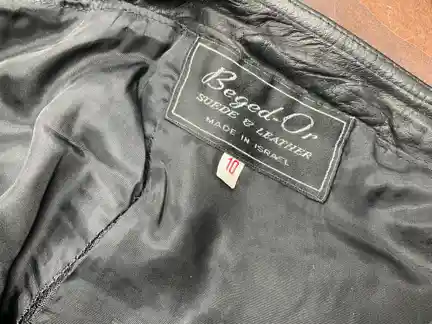 Beged-Or
SUEDE & LEATHER
MADE IN ISRAEL
10